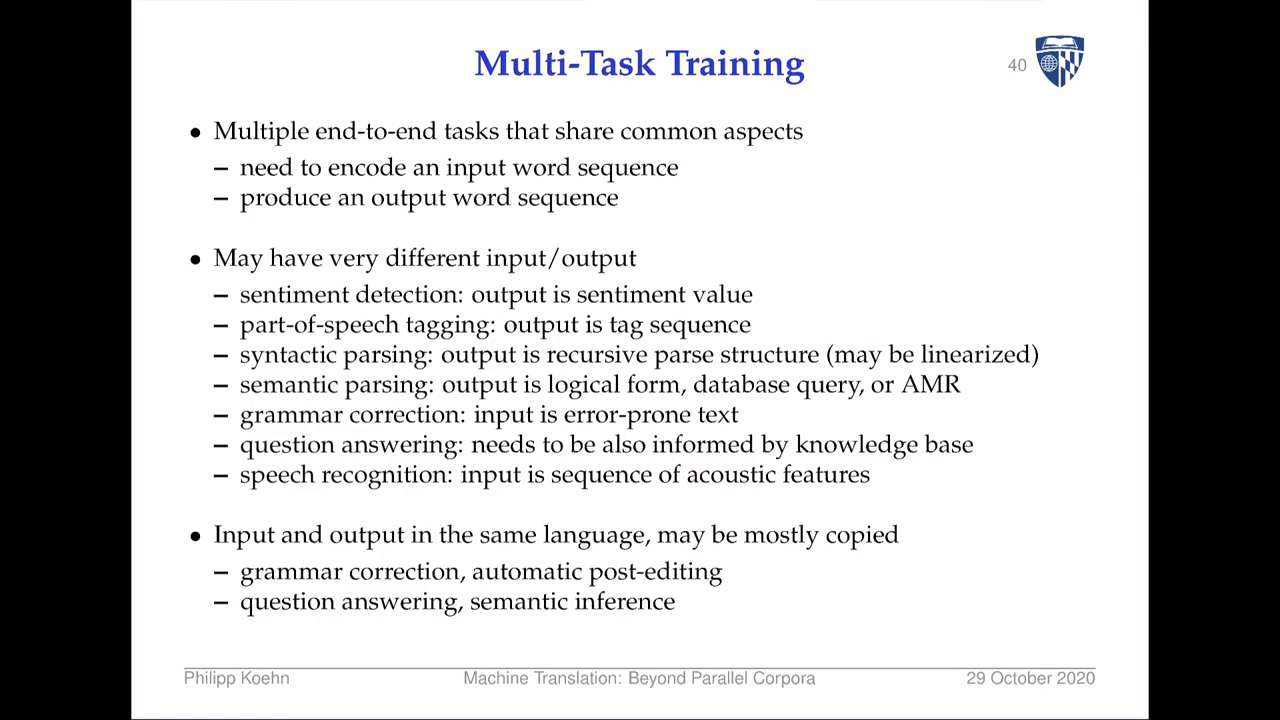 Multi-Task Training
40
• Multiple end-to-end tasks that share common aspects
– need to encode an input word sequence
– produce an output word sequence
• May have very different input/output
– sentiment detection: output is sentiment value
– part-of-speech tagging: output is tag sequence
– syntactic parsing: output is recursive parse structure (may be linearized)
– semantic parsing: output is logical form, database query, or AMR
– grammar correction: input is error-prone text
– question answering: needs to be also informed by knowledge base
– speech recognition: input is sequence of acoustic features
• Input and output in the same language, may be mostly copied
– grammar correction, automatic post-editing
– question answering, semantic inference
Philipp Koehn Machine Translation: Beyond Parallel Corpora 29 October 2020